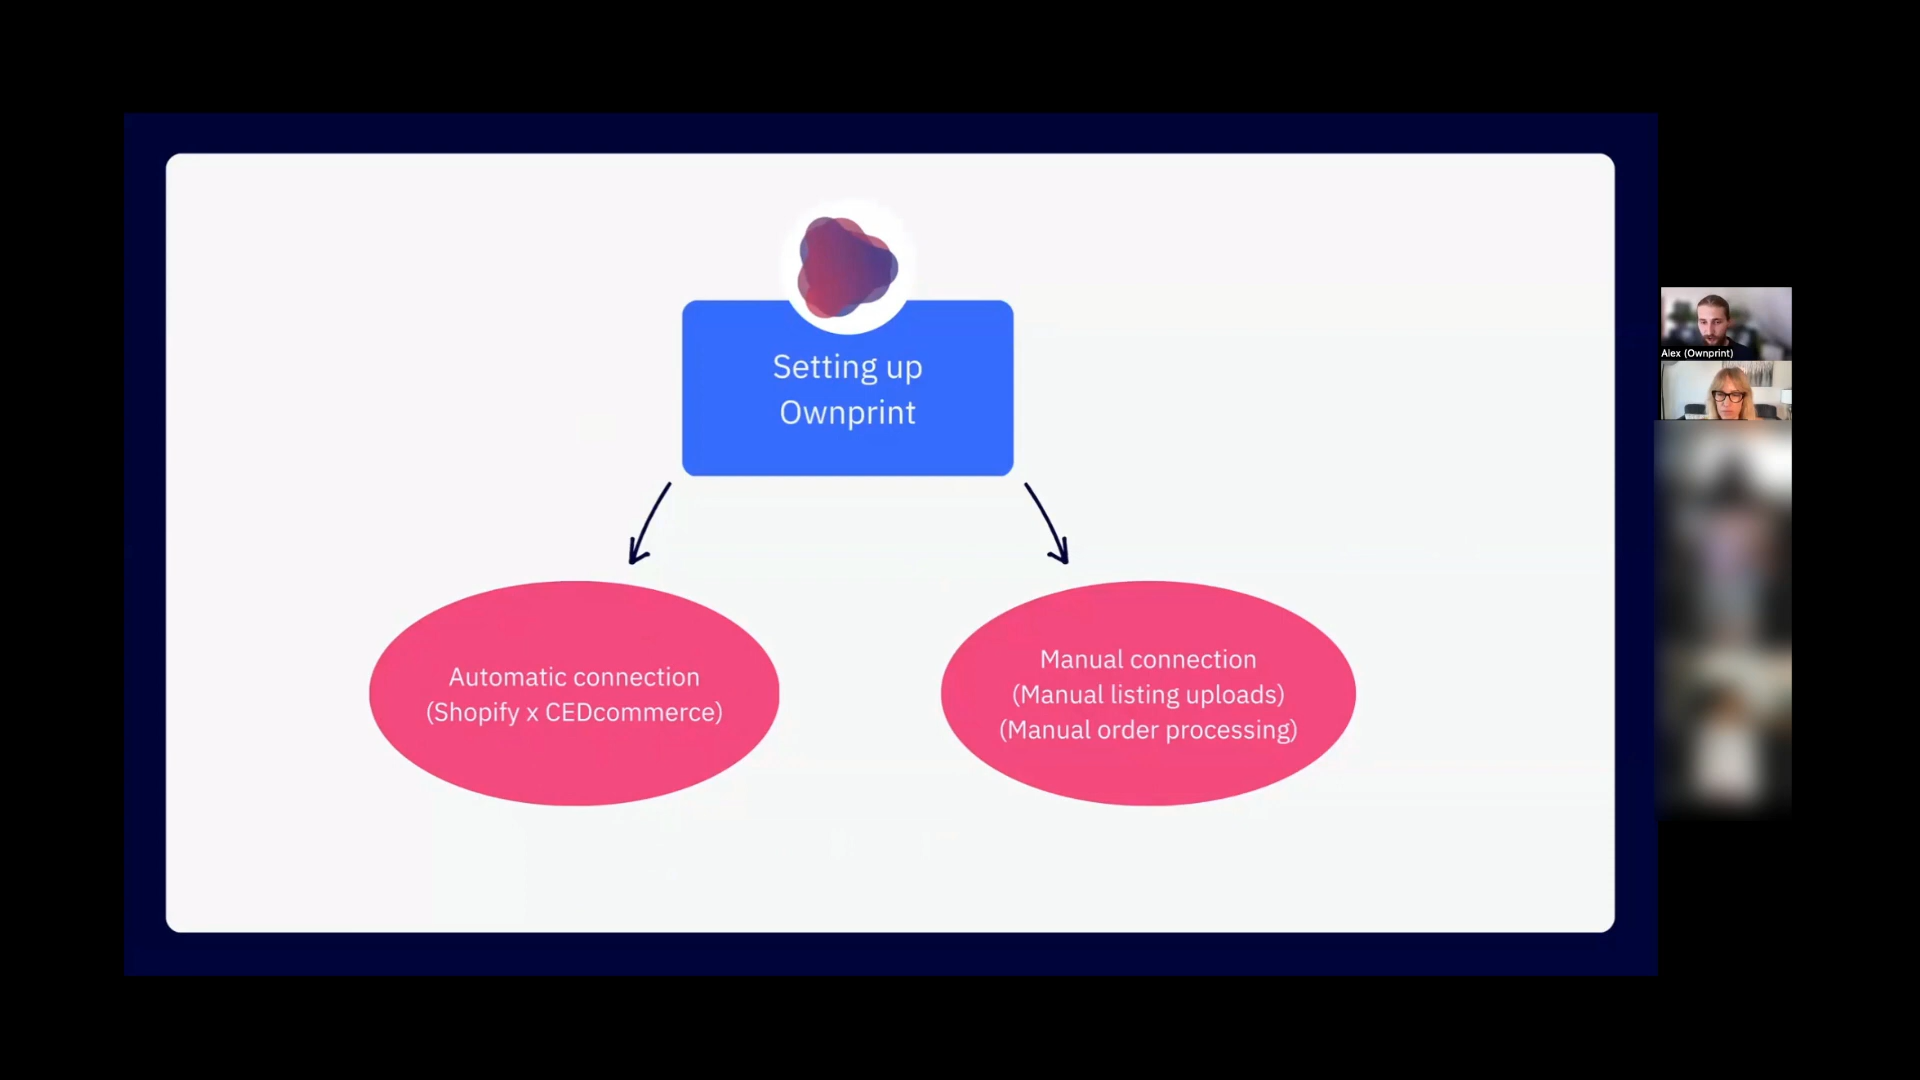 Setting up
Ownprint
Automatic connection
(Shopify x CEDcommerce)
Manual connection
(Manual listing uploads)
(Manual order processing)
Alex (Ownprint)